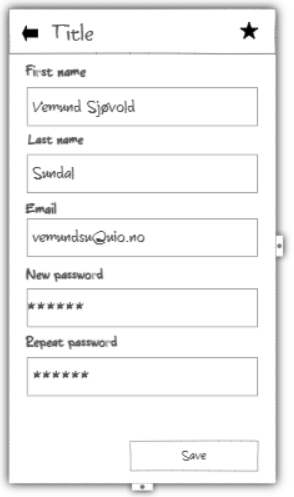 Title
First name
Vemund Sjøvold
Last name
Sundal
Email
vemundsu@uio.no
New password
******
Repeat password
******
Save